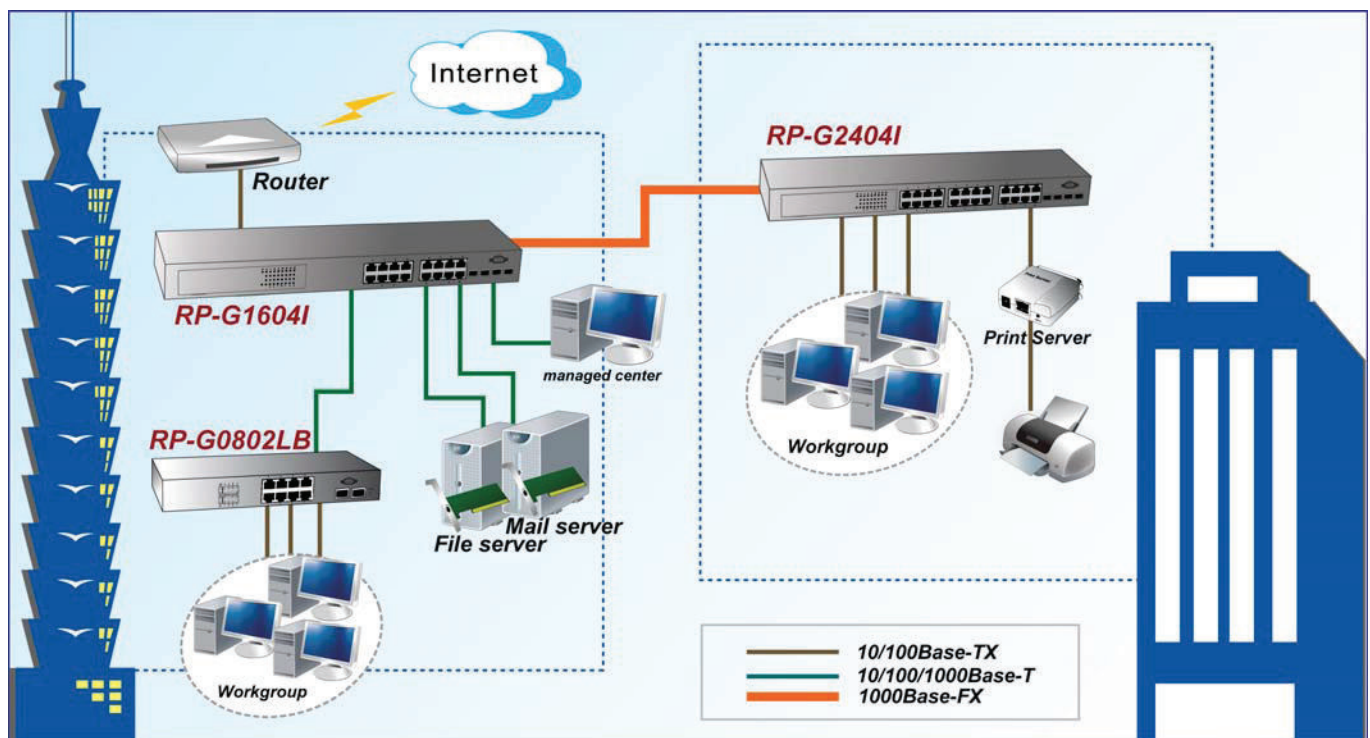 Internet
RP-G2404I
Router
RP-G1604I
Print Server
managed center
RP-G0802LB
Workgroup
Mail server
File server
Workgroup
10/100Base-TX
10/100/1000Base-T
1000Base-FX